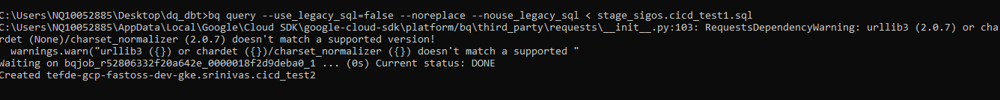 C:\Users\NQ10052885\Desktop\dq_dbt>bq query --use_legacy_sql=false --noreplace --nouse_legacy_sql < stage_sigos.cicd_test1.sql
C:\Users\NQ10052885\AppData\Local\Google\Cloud SDK\google-cloud-sdk\platform/bq\third_party\requests\__init__.py:103: RequestsDependencyWarning: urllib3 (2.0.7) or cha
rdet (None)/charset_normalizer (2.0.7) doesn't match a supported version!
  warnings.warn("urllib3 ({}) or chardet ({})/charset_normalizer ({}) doesn't match a supported "
Waiting on bqjob_r52806332f20a642e_0000018f2d9deba0_1 ... (0s) Current status: DONE
Created tefde-gcp-fastoss-dev-gke.srinivas.cicd_test2